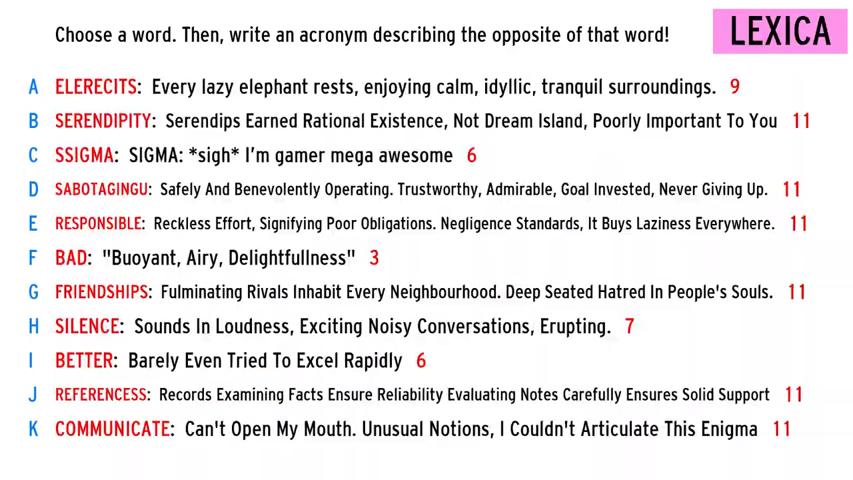 Choose a word. Then, write an acronym describing the opposite of that word!
LEXICA
A ELERECITS: Every lazy elephant rests, enjoying calm, idyllic, tranquil surroundings. 9
B SERENDIPITY: Serendips Earned Rational Existence, Not Dream Island, Poorly Important To You 11
C SSIGMA: SIGMA: *sigh* I'm gamer mega awesome 6
D SABOTAGINGU: Safely And Benevolently Operating. Trustworthy, Admirable, Goal Invested, Never Giving Up. 11
E RESPONSIBLE: Reckless Effort, Signifying Poor Obligations. Negligence Standards, It Buys Laziness Everywhere. 11
F BAD: "Buoyant, Airy, Delightfullness" 3
G FRIENDSHIPS: Fulminating Rivals Inhabit Every Neighbourhood. Deep Seated Hatred In People's Souls. 11
H SILENCE: Sounds In Loudness, Exciting Noisy Conversations, Erupting. 7
I BETTER: Barely Even Tried To Excel Rapidly 6
J REFERENCESS: Records Examining Facts Ensure Reliability Evaluating Notes Carefully Ensures Solid Support 11
K COMMUNICATE: Can't Open My Mouth. Unusual Notions, I Couldn't Articulate This Enigma 11